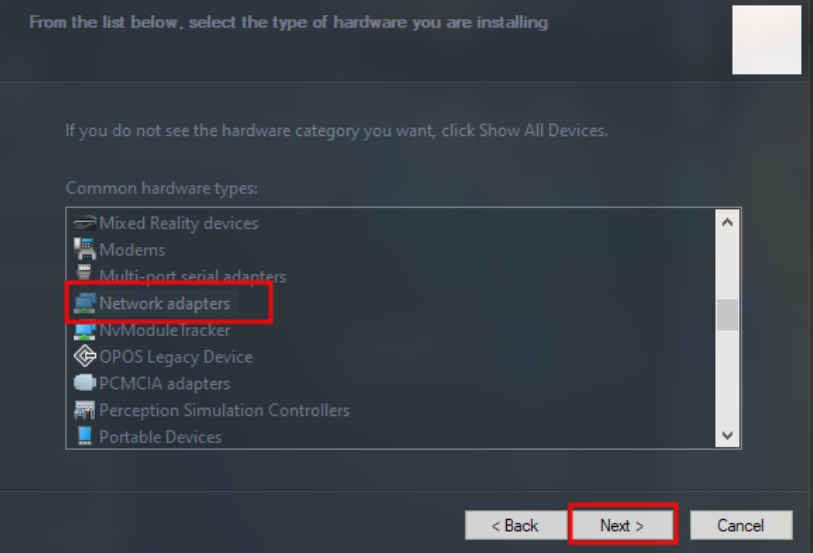 From the list below, select the type of hardware you are installing
If you do not see the hardware category you want, click Show All Devices.
Common hardware types:
Mixed Reality devices
Modems
Multi-port serial adapters
Network adapters
NvModuleTracker
OPOS Legacy Device
PCMCIA adapters
Perception Simulation Controllers
Portable Devices
< Back Next > Cancel